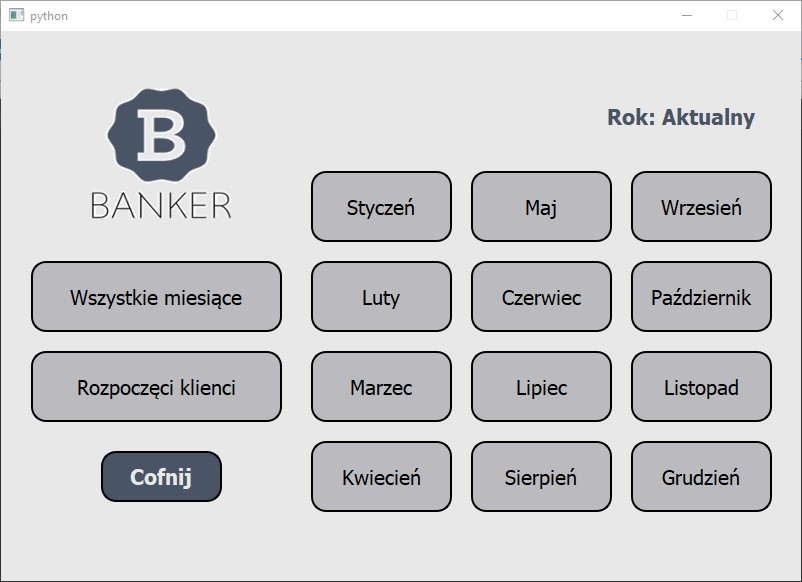 python
B
BANKER
Rok: Aktualny
Styczeń
Maj
Wrzesień
Wszystkie miesiące
Luty
Czerwiec
Październik
Rozpoczęci klienci
Marzec
Lipiec
Listopad
Cofnij
Kwiecień
Sierpień
Grudzień